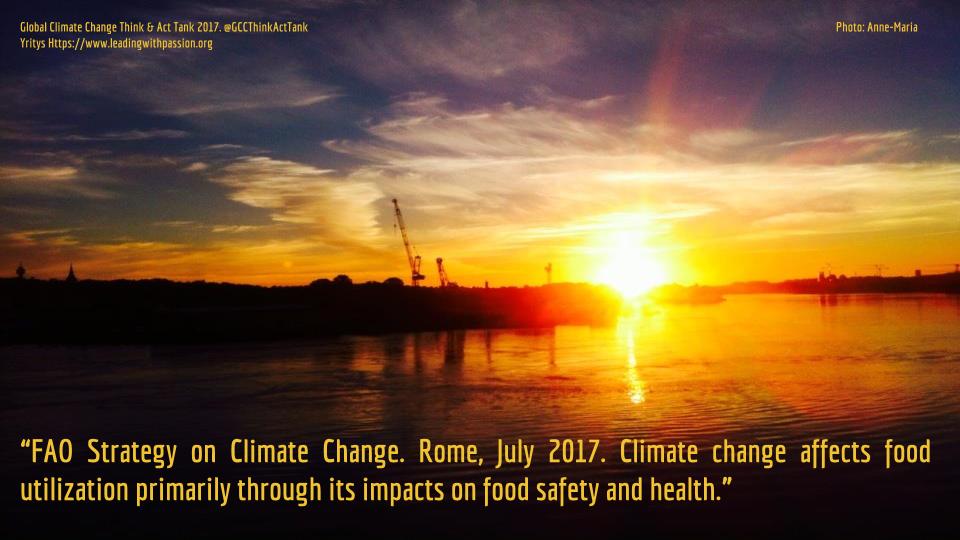 Global Climate Change Think & Act Tank 2017. @GCCThinkActTank
Yritys Https://www.leadingwithpassion.org
Photo: Anne-Maria
“FAO Strategy on Climate Change. Rome, July 2017. Climate change affects food
utilization primarily through its impacts on food safety and health.”